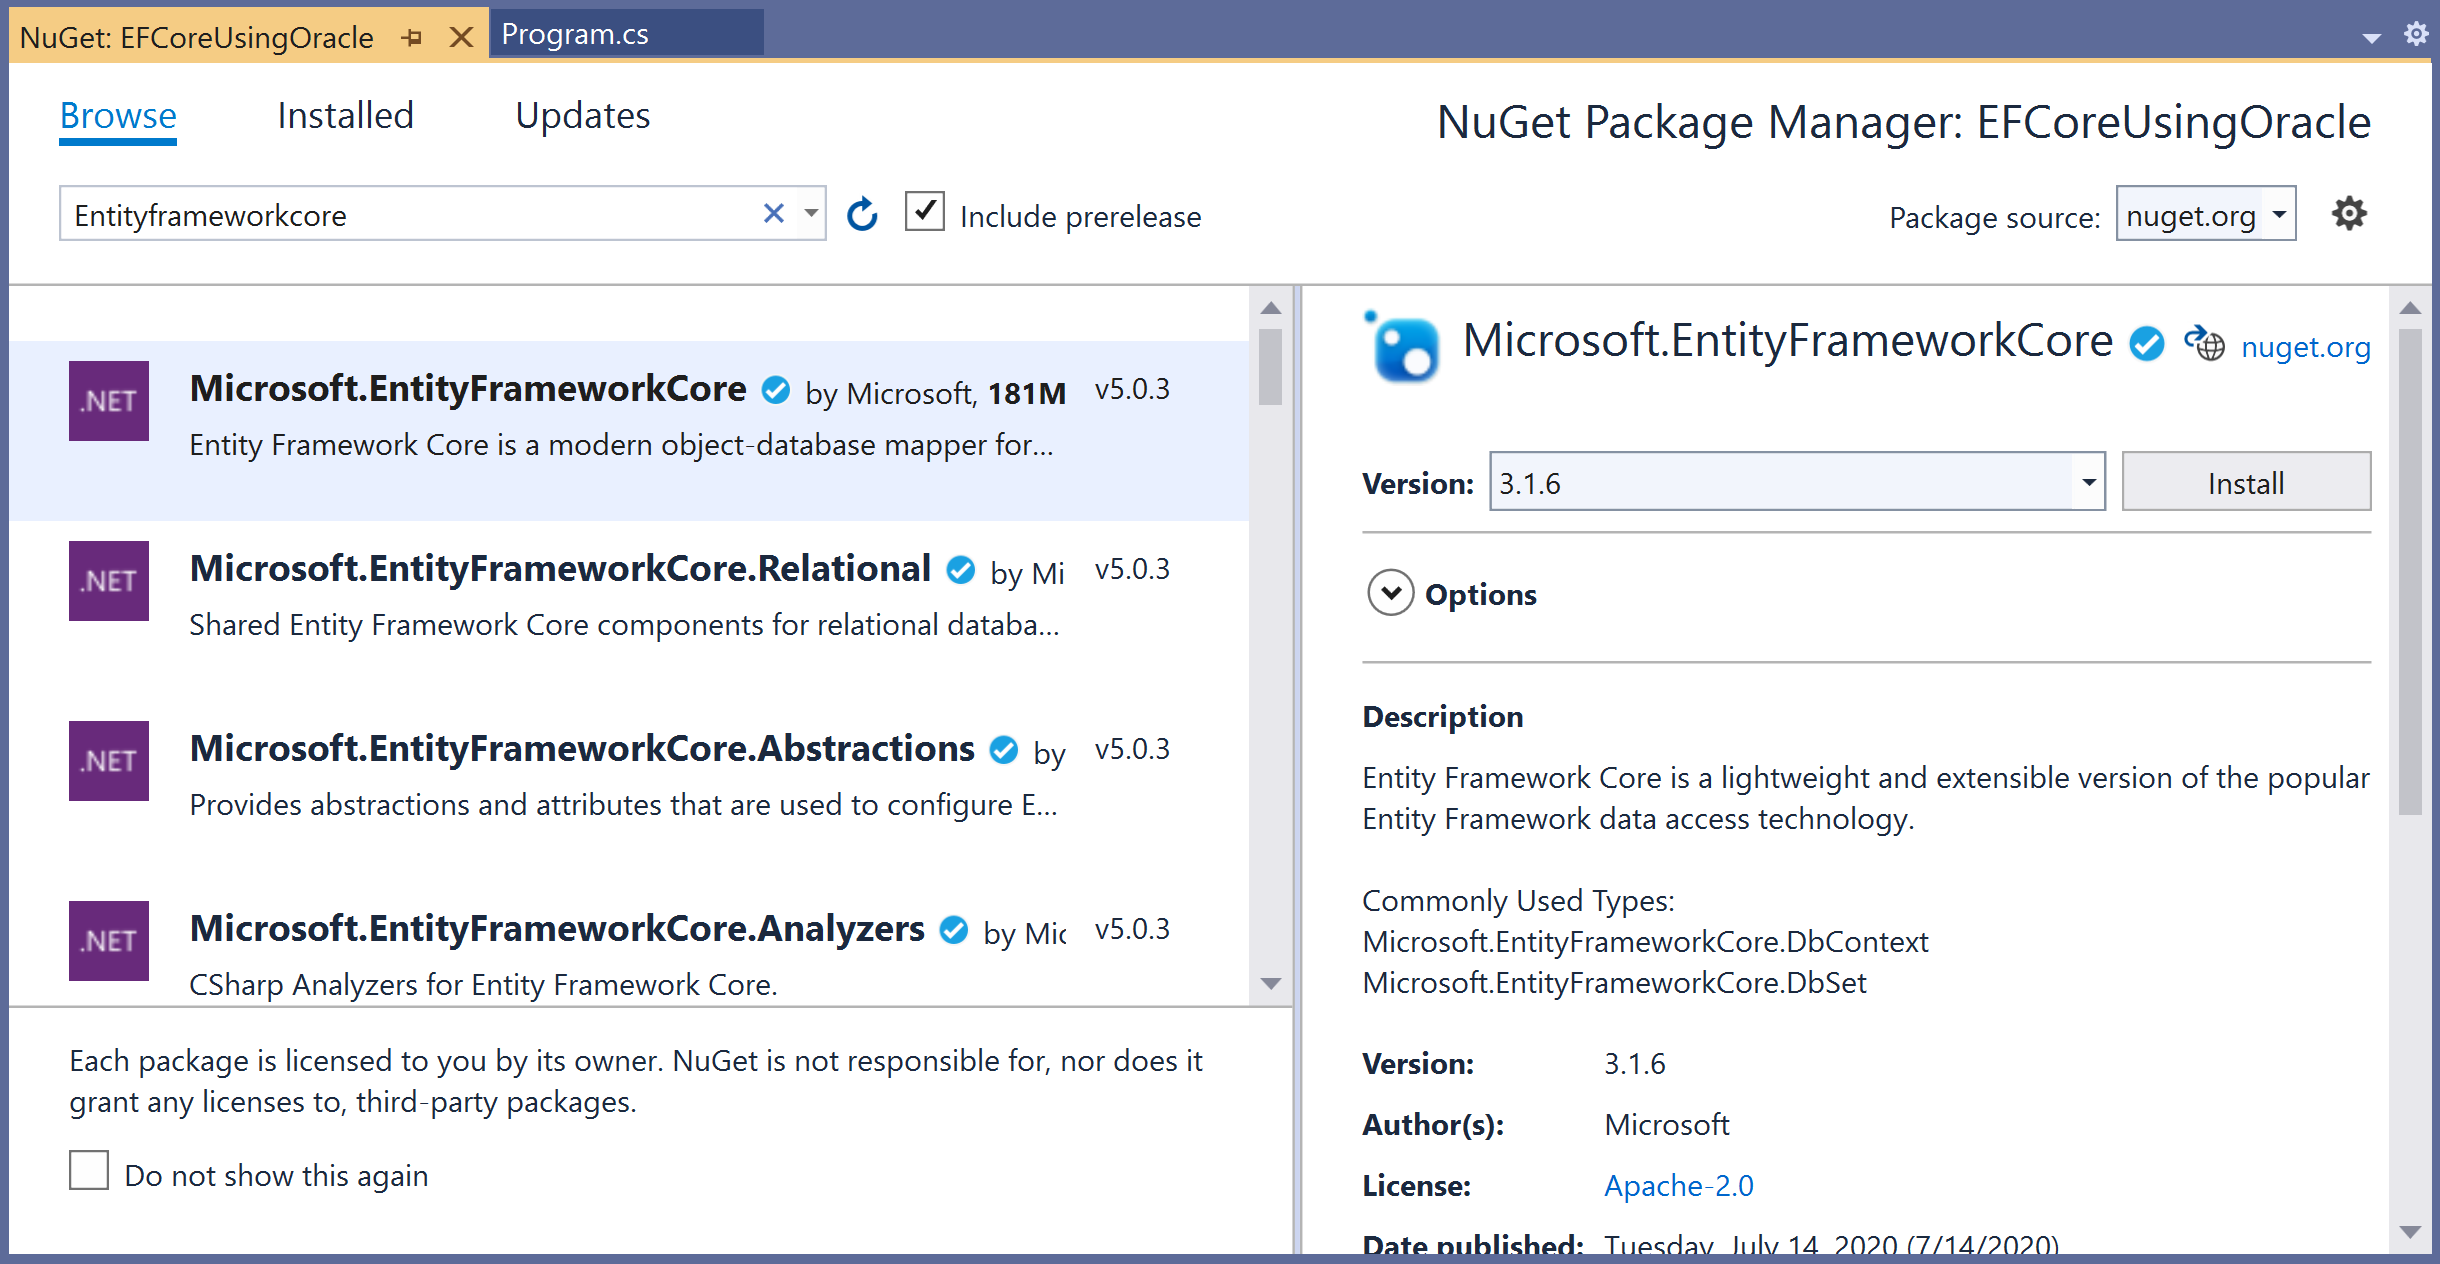 NuGet: EFCoreUsingOracle
Program.cs
Browse
Installed
Updates
NuGet Package Manager: EFCoreUsingOracle
Entityframeworkcore
Include prerelease
Package source:
nuget.org
.NET
Microsoft.EntityFrameworkCore
by Microsoft, 181M
v5.0.3
Entity Framework Core is a modern object-database mapper for...
.NET
Microsoft.EntityFrameworkCore.Relational
by Mi
v5.0.3
Shared Entity Framework Core components for relational databa...
.NET
Microsoft.EntityFrameworkCore.Abstractions
by
v5.0.3
Provides abstractions and attributes that are used to configure E...
.NET
Microsoft.EntityFrameworkCore.Analyzers
by Mic
v5.0.3
CSharp Analyzers for Entity Framework Core.
Each package is licensed to you by its owner. NuGet is not responsible for, nor does it
grant any licenses to, third-party packages.
Do not show this again
Microsoft.EntityFrameworkCore
nuget.org
Version:
3.1.6
Install
Options
Description
Entity Framework Core is a lightweight and extensible version of the popular
Entity Framework data access technology.
Commonly Used Types:
Microsoft.EntityFrameworkCore.DbContext
Microsoft.EntityFrameworkCore.DbSet
Version: 3.1.6
Author(s): Microsoft
License: Apache-2.0
Date published: Tuesday, July 14, 2020 (7/14/2020)